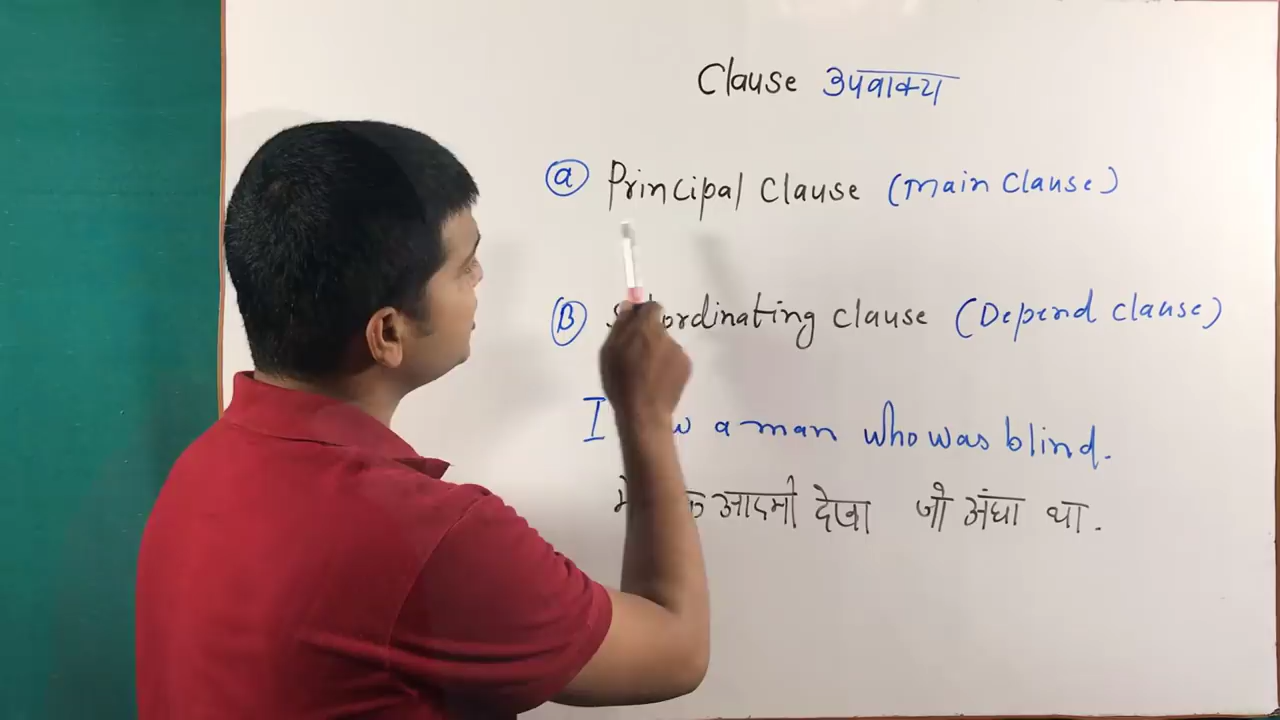 Clause उपवाक्य
a Principal Clause (Main Clause)
B ordinating clause (Depend clause)
I a man who was blind.
आदमी देखा जो अंधा था.